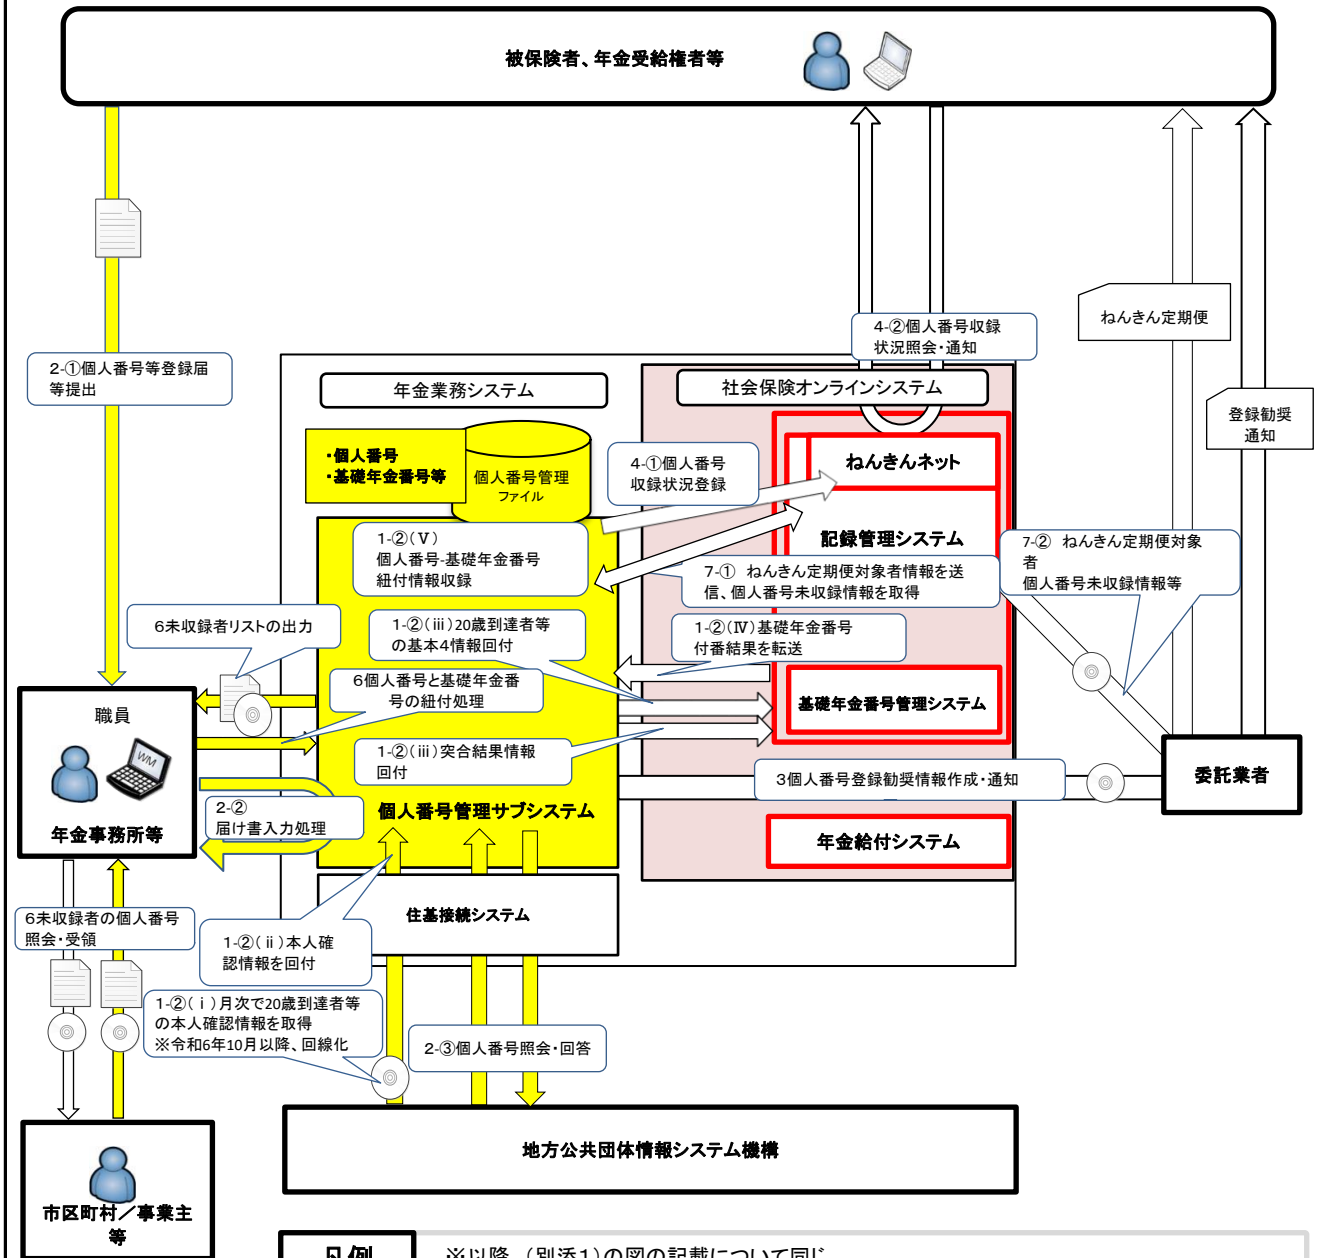 被保険者、年金受給権者等
ねんきん定期便
4-②個人番号収録
状況照会・通知
2-①個人番号等登録届
等提出
年金業務システム
社会保険オンラインシステム
登録勧奨
通知
・個人番号
・基礎年金番号等
個人番号管理
ファイル
4-①個人番号
収録状況登録
ねんきんネット
1-②(Ⅴ)
個人番号-基礎年金番号
紐付情報収録
記録管理システム
7-② ねんきん定期便対象
者
個人番号未収録情報等
7-① ねんきん定期便対象者情報を送
信、個人番号未収録情報を取得
6未収録者リストの出力
1-②(ⅲ)20歳到達者等
の基本4情報回付
1-②(Ⅳ)基礎年金番号
付番結果を転送
6個人番号と基礎年金番
号の紐付処理
基礎年金番号管理システム
職員
WM
年金事務所等
1-②(ⅲ)突合結果情報
回付
3個人番号登録勧奨情報作成・通知
委託業者
2-②
届け書入力処理
個人番号管理サブシステム
年金給付システム
6未収録者の個人番号
照会・受領
住基接続システム
1-②(ⅱ)本人確
認情報を回付
1-②(ⅰ)月次で20歳到達者等
の本人確認情報を取得
※令和6年10月以降、回線化
2-③個人番号照会・回答
地方公共団体情報システム機構
市区町村／事業主
等
凡例
※以降、(別添1)の図の記載について同じ